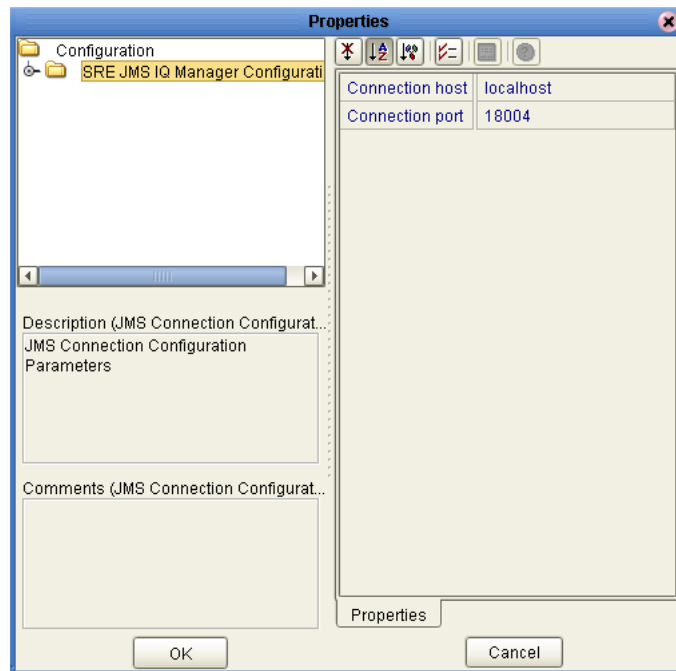 Properties
Configuration
SRE JMS IQ Manager Configurati
Connection host localhost
Connection port 18004
Description (JMS Connection Configurat...
JMS Connection Configuration
Parameters
Comments (JMS Connection Configurat...
Properties
OK
Cancel